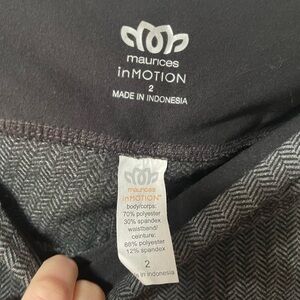 maurices
inMOTION
2
MADE IN INDONESIA
maurices
inMOTION™
body/corps:
70% polyester
30% spandex
waistband/
ceinture:
88% polyester
12% spandex
2
in Indonesia